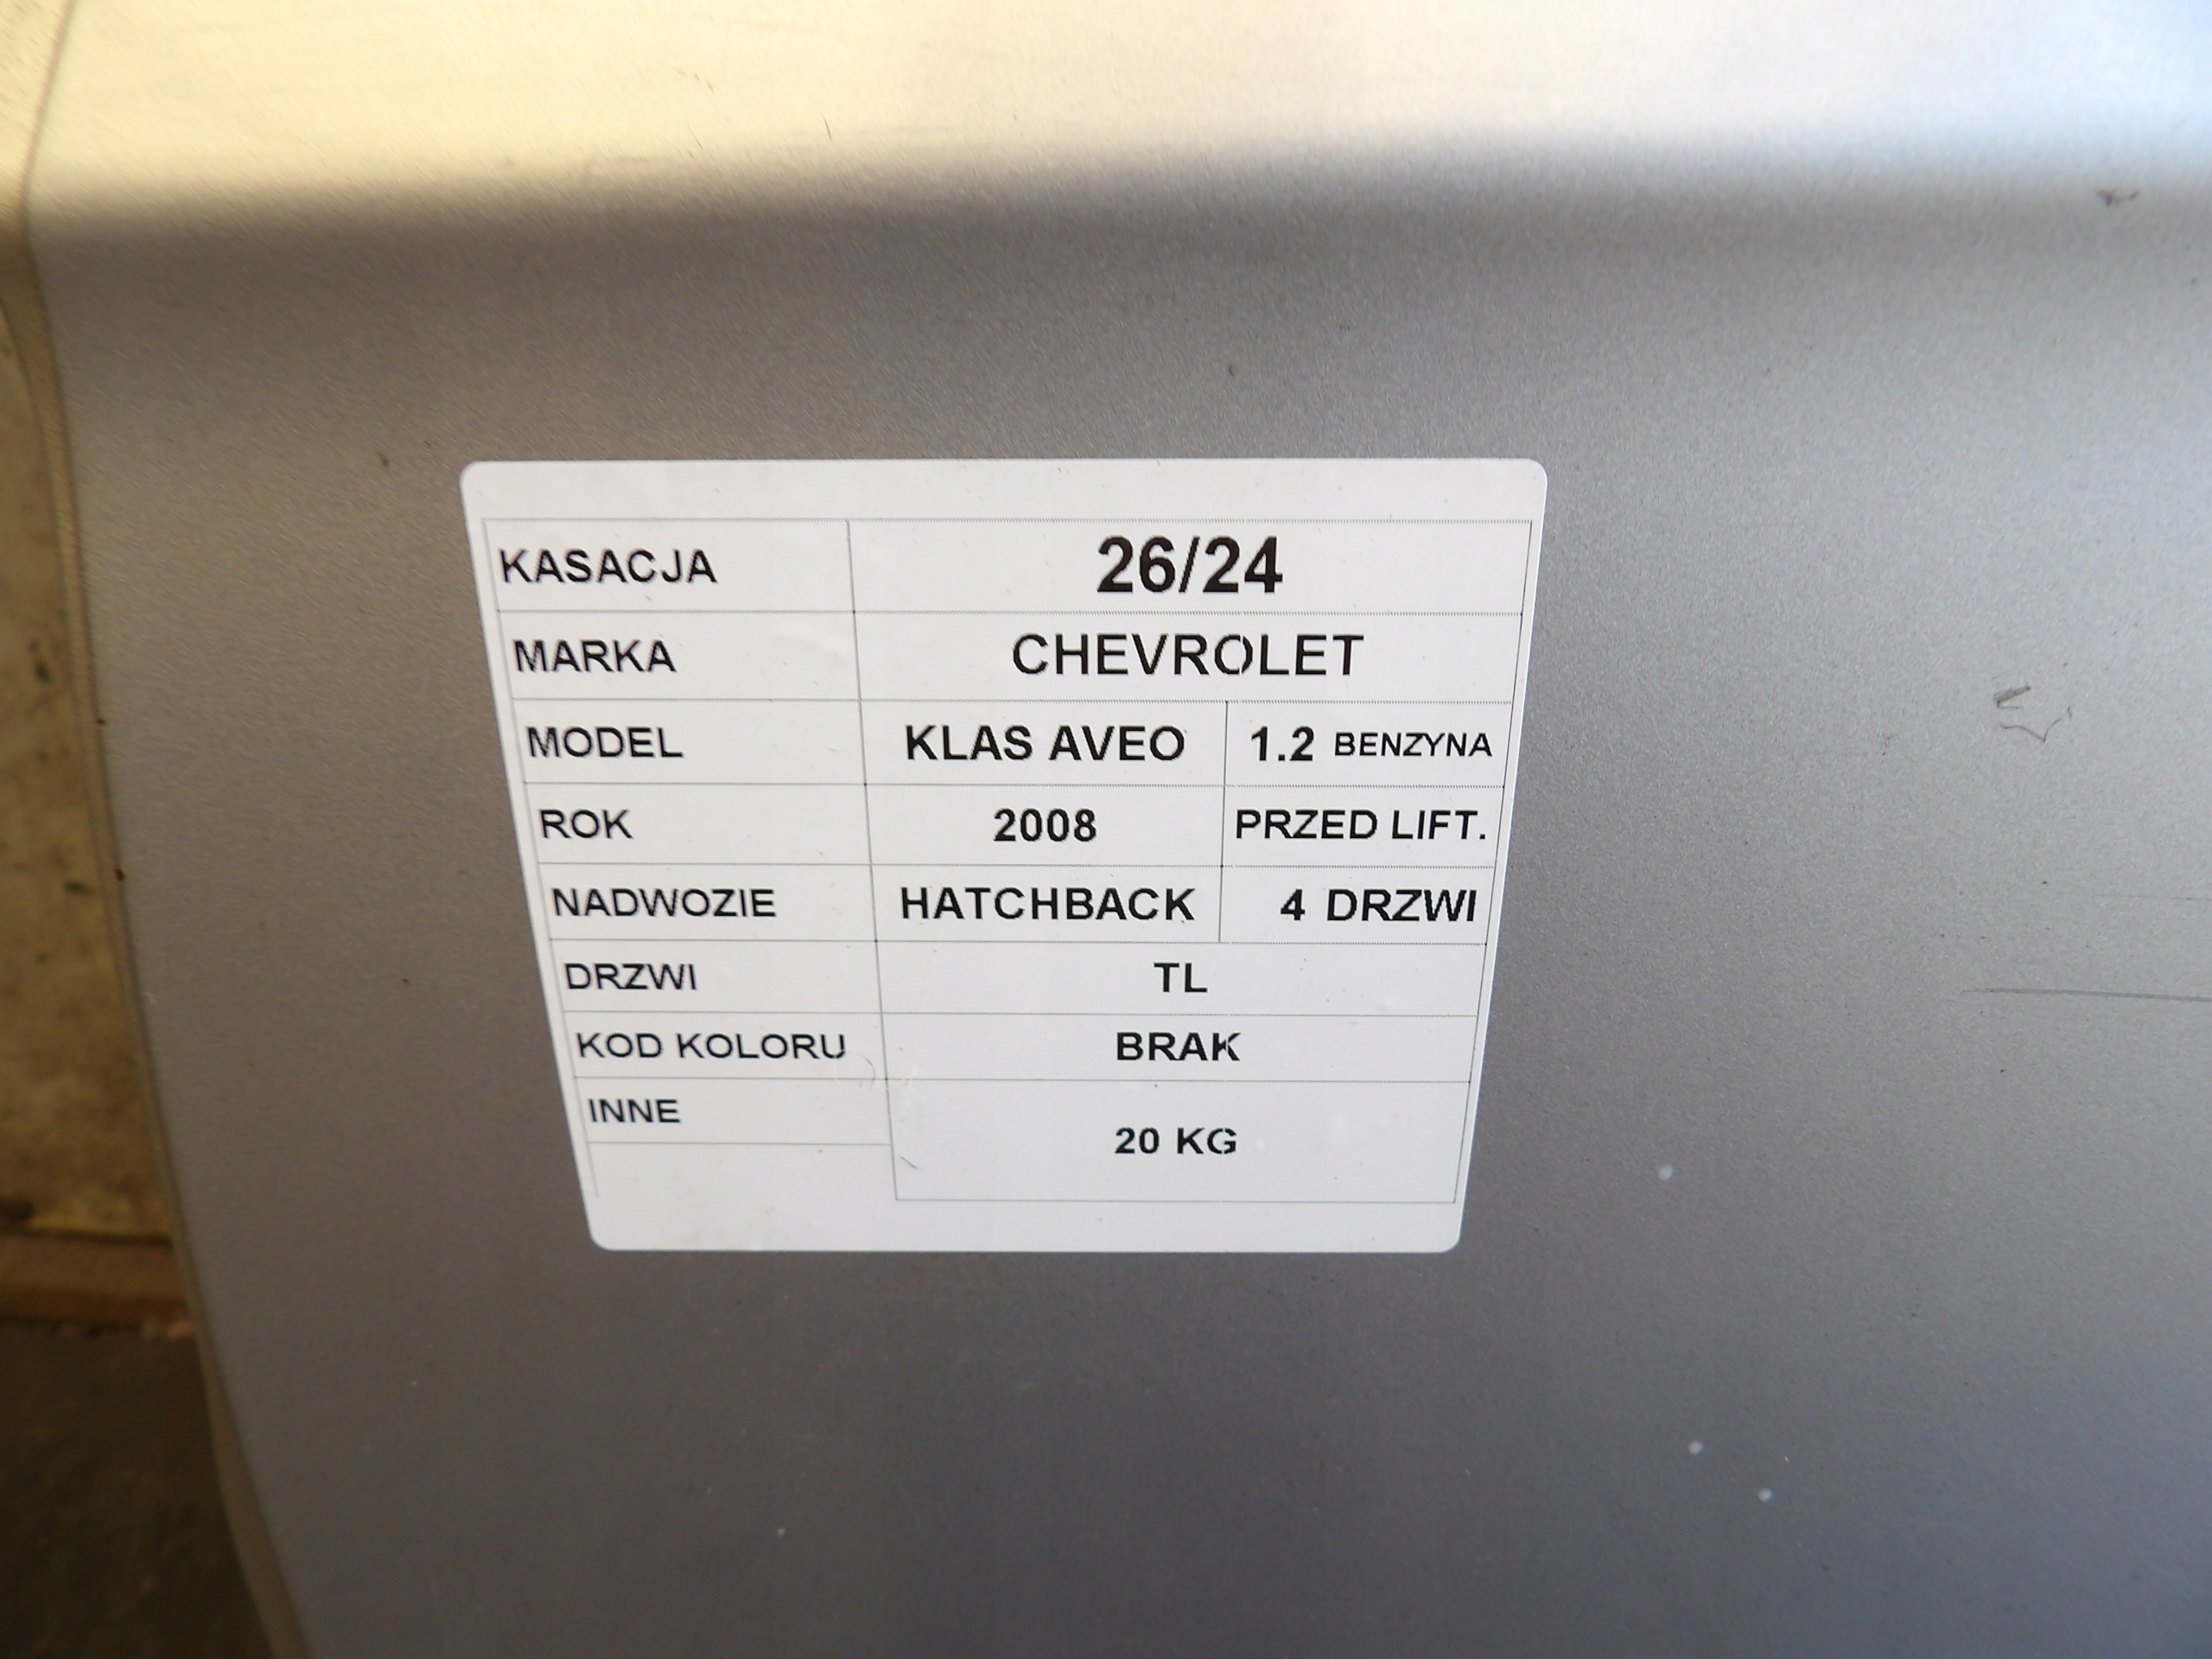 KASACJA 26/24
MARKA CHEVROLET
MODEL KLAS AVEO 1.2 BENZYNA
ROK 2008 PRZED LIFT.
NADWOZIE HATCHBACK 4 DRZWI
DRZWI TL
KOD KOLORU BRAK
INNE 20 KG